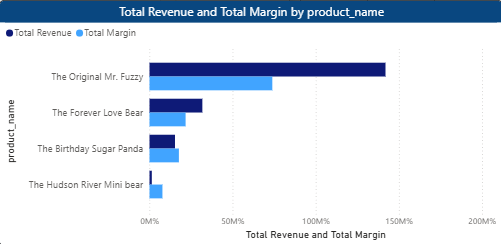 Total Revenue and Total Margin by product_name
Total Revenue Total Margin
The Original Mr. Fuzzy
The Forever Love Bear
The Birthday Sugar Panda
The Hudson River Mini bear
product_name
0M% 50M% 100M% 150M% 200M%
Total Revenue and Total Margin